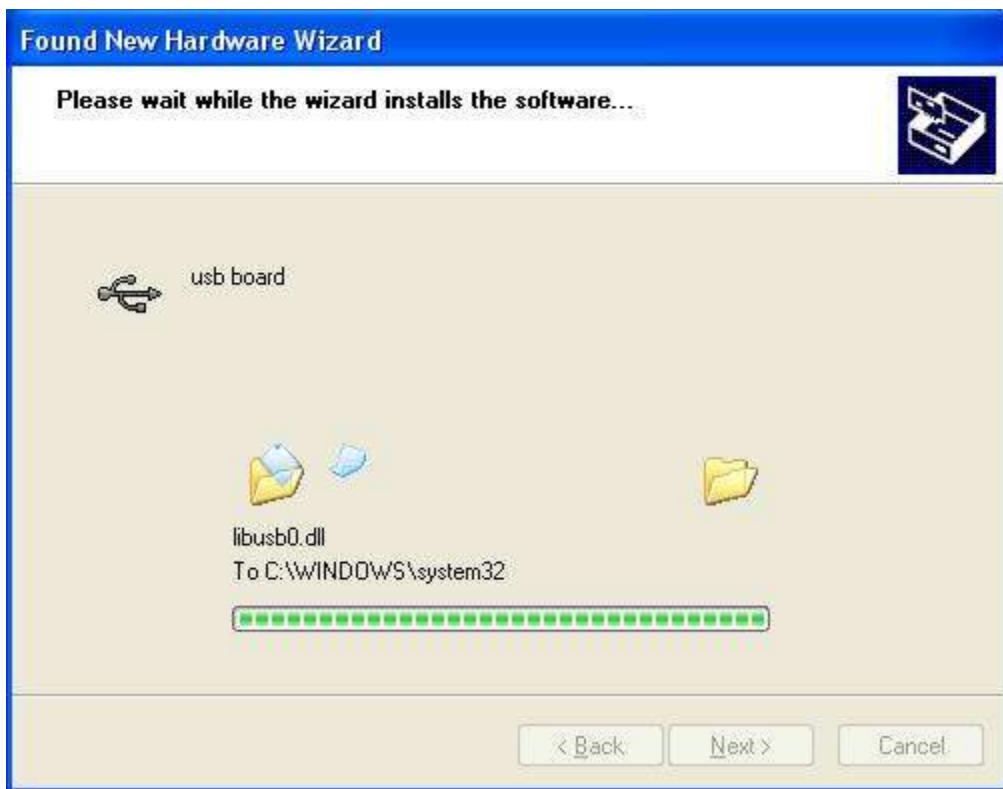 Found New Hardware Wizard
Please wait while the wizard installs the software...
usb board
libusb0.dll
To C:\WINDOWS\system32
< Back
Next >
Cancel